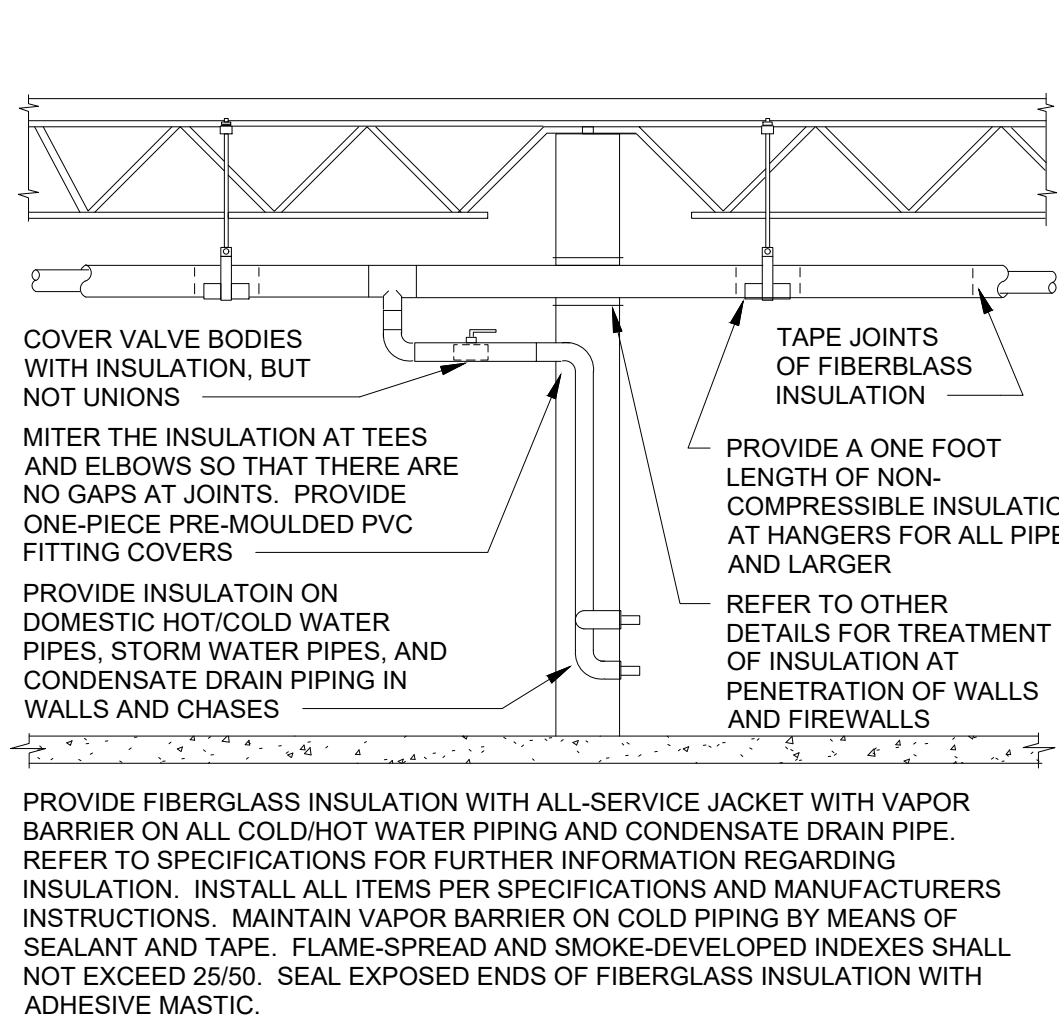 COVER VALVE BODIES
WITH INSULATION, BUT
NOT UNIONS
MITER THE INSULATION AT TEES
AND ELBOWS SO THAT THERE ARE
NO GAPS AT JOINTS.  PROVIDE
ONE-PIECE PRE-MOULDED PVC
FITTING COVERS
PROVIDE INSULATOIN ON
DOMESTIC HOT/COLD WATER
PIPES, STORM WATER PIPES, AND
CONDENSATE DRAIN PIPING IN
WALLS AND CHASES
TAPE JOINTS
OF FIBERBLASS
INSULATION
PROVIDE A ONE FOOT
LENGTH OF NON-
COMPRESSIBLE INSULATIO
AT HANGERS FOR ALL PIPE
AND LARGER
REFER TO OTHER
DETAILS FOR TREATMENT
OF INSULATION AT
PENETRATION OF WALLS
AND FIREWALLS
PROVIDE FIBERGLASS INSULATION WITH ALL-SERVICE JACKET WITH VAPOR
BARRIER ON ALL COLD/HOT WATER PIPING AND CONDENSATE DRAIN PIPE.
REFER TO SPECIFICATIONS FOR FURTHER INFORMATION REGARDING
INSULATION.  INSTALL ALL ITEMS PER SPECIFICATIONS AND MANUFACTURERS
INSTRUCTIONS.  MAINTAIN VAPOR BARRIER ON COLD PIPING BY MEANS OF
SEALANT AND TAPE.  FLAME-SPREAD AND SMOKE-DEVELOPED INDEXES SHALL
NOT EXCEED 25/50.  SEAL EXPOSED ENDS OF FIBERGLASS INSULATION WITH
ADHESIVE MASTIC.